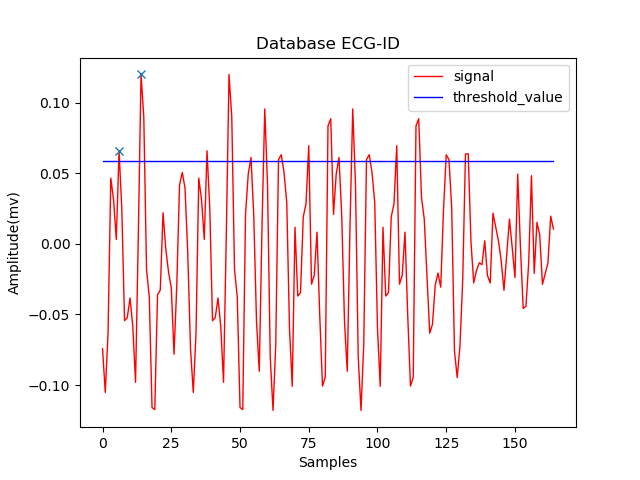 Database ECG-ID
signal
threshold_value
0.10
0.05
0.00
−0.05
−0.10
Amplitude(mv)
0 25 50 75 100 125 150
Samples